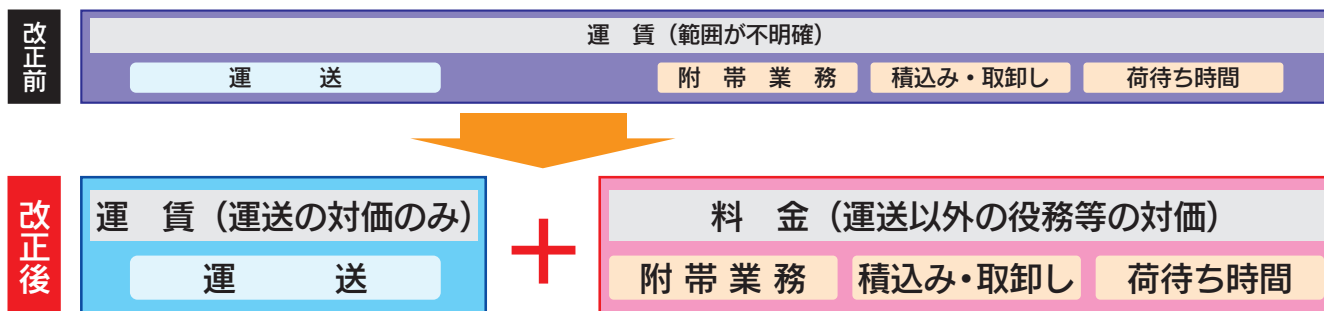 改正前
運　賃（範囲が不明確）
運　送
附 帯 業 務
積込み・取卸し
荷待ち時間
改正後
運　賃（運送の対価のみ）
運　送
＋
料　金（運送以外の役務等の対価）
附 帯 業 務
積込み・取卸し
荷待ち時間